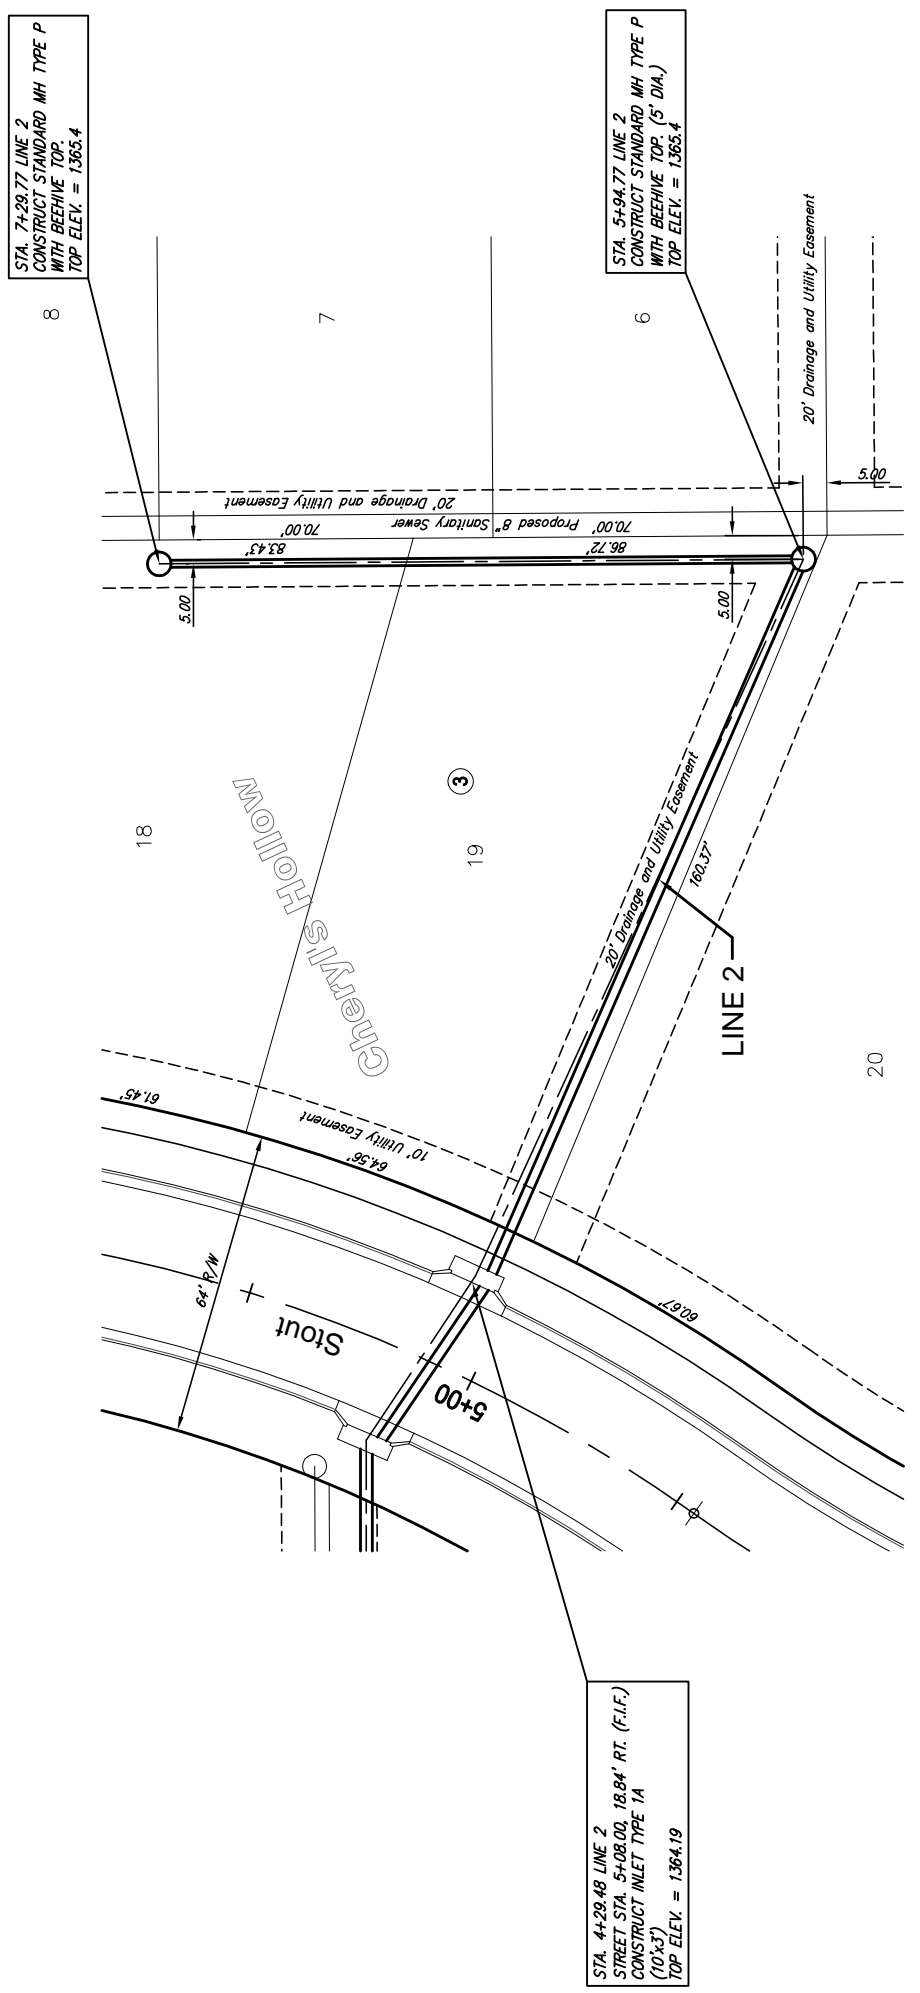 STA. 7+29.77 LINE 2
CONSTRUCT STANDARD MH TYPE P
WITH BEEHIVE TOP.
TOP ELEV. = 1365.4
STA. 5+94.77 LINE 2
CONSTRUCT STANDARD MH TYPE P
WITH BEEHIVE TOP. (5' DIA.)
TOP ELEV. = 1365.4
8
7
6
20' Drainage and Utility Easement
20' Drainage and Utility Easement
Proposed 8" Sanitary Sewer
70.00'
70.00'
83.43'
86.72'
5.00
5.00
5.00
18
19
3
Cheryl's Hollow
20' Drainage and Utility Easement
160.37'
LINE 2
20
61.45'
10' Utility Easement
64.56'
64' R/W
60.67'
Stout
5+00
STA. 4+29.48 LINE 2
STREET STA. 5+08.00, 18.84' RT. (F.I.F.)
CONSTRUCT INLET TYPE 1A
(10'x3')
TOP ELEV. = 1364.19